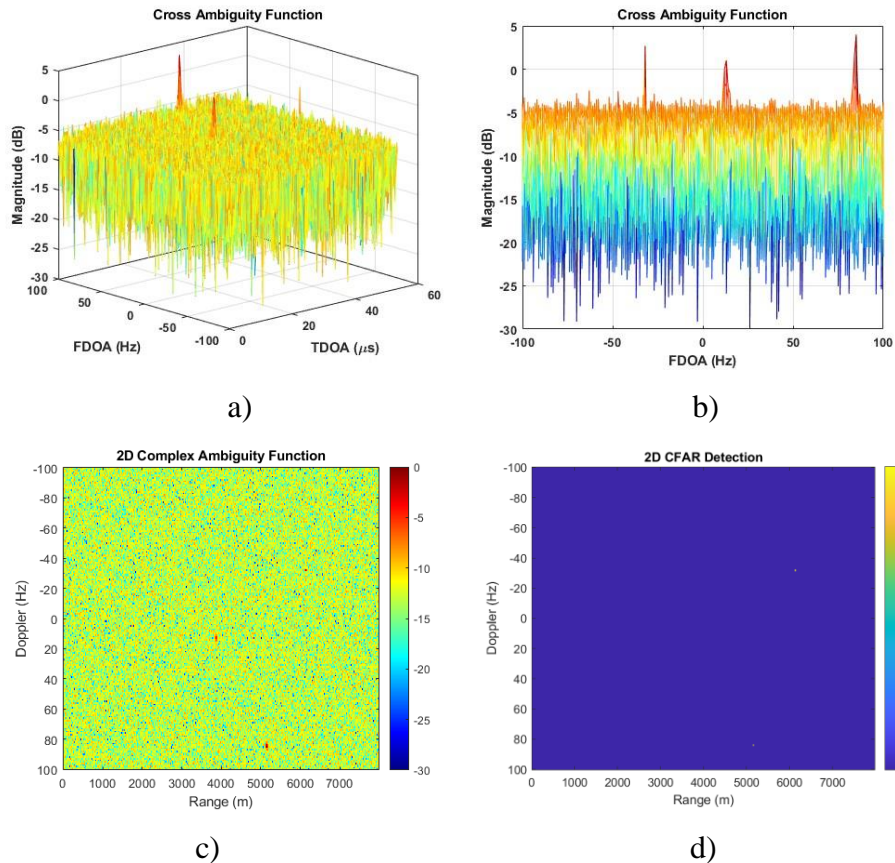 Cross Ambiguity Function
5
0
-5
-10
-15
-20
-25
-30
Magnitude (dB)
100
50
0
-50
-100
FDOA (Hz)
0
20
40
60
TDOA (μs)
a)
Cross Ambiguity Function
5
0
-5
-10
-15
-20
-25
-30
Magnitude (dB)
-100 -50 0 50 100
FDOA (Hz)
b)
2D Complex Ambiguity Function
-100
-80
-60
-40
-20
0
20
40
60
80
100
Doppler (Hz)
0 1000 2000 3000 4000 5000 6000 7000
Range (m)
0
-5
-10
-15
-20
-25
-30
c)
2D CFAR Detection
-100
-80
-60
-40
-20
0
20
40
60
80
100
Doppler (Hz)
0 1000 2000 3000 4000 5000 6000 7000
Range (m)
d)